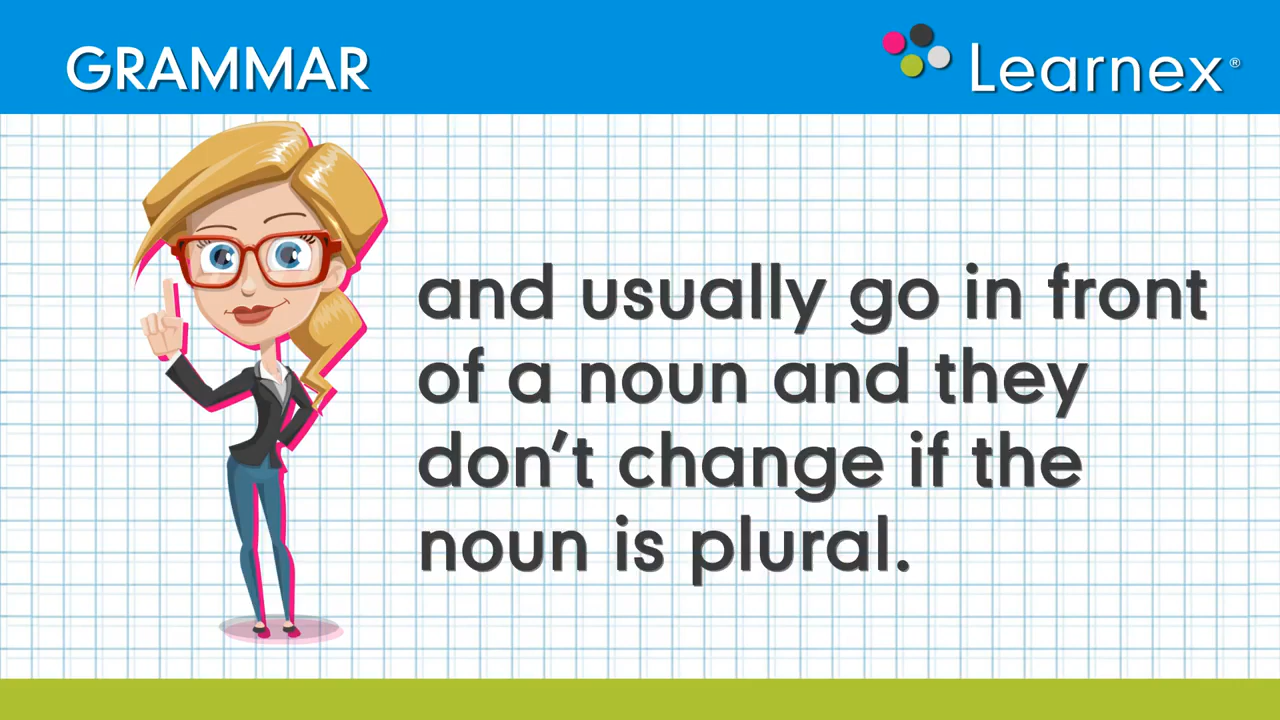 GRAMMAR
Learnex®
and usually go in front
of a noun and they
don’t change if the
noun is plural.